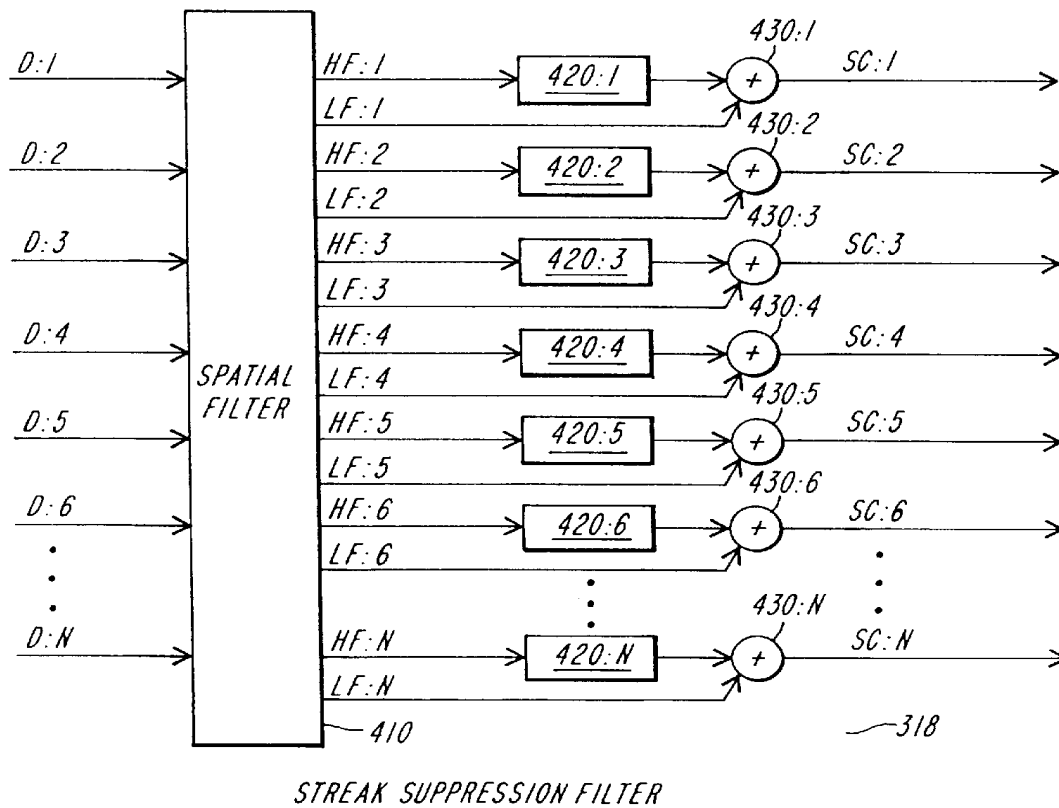 430:1
D:1 HF:1 420:1 + SC:1
LF:1
430:2
D:2 HF:2 420:2 + SC:2
LF:2
430:3
D:3 HF:3 420:3 + SC:3
LF:3
430:4
D:4 HF:4 420:4 + SC:4
SPATIAL
FILTER
LF:4
430:5
D:5 HF:5 420:5 + SC:5
LF:5
430:6
D:6 HF:6 420:6 + SC:6
LF:6
430:N
D:N HF:N 420:N + SC:N
LF:N
410
318
STREAK SUPPRESSION FILTER